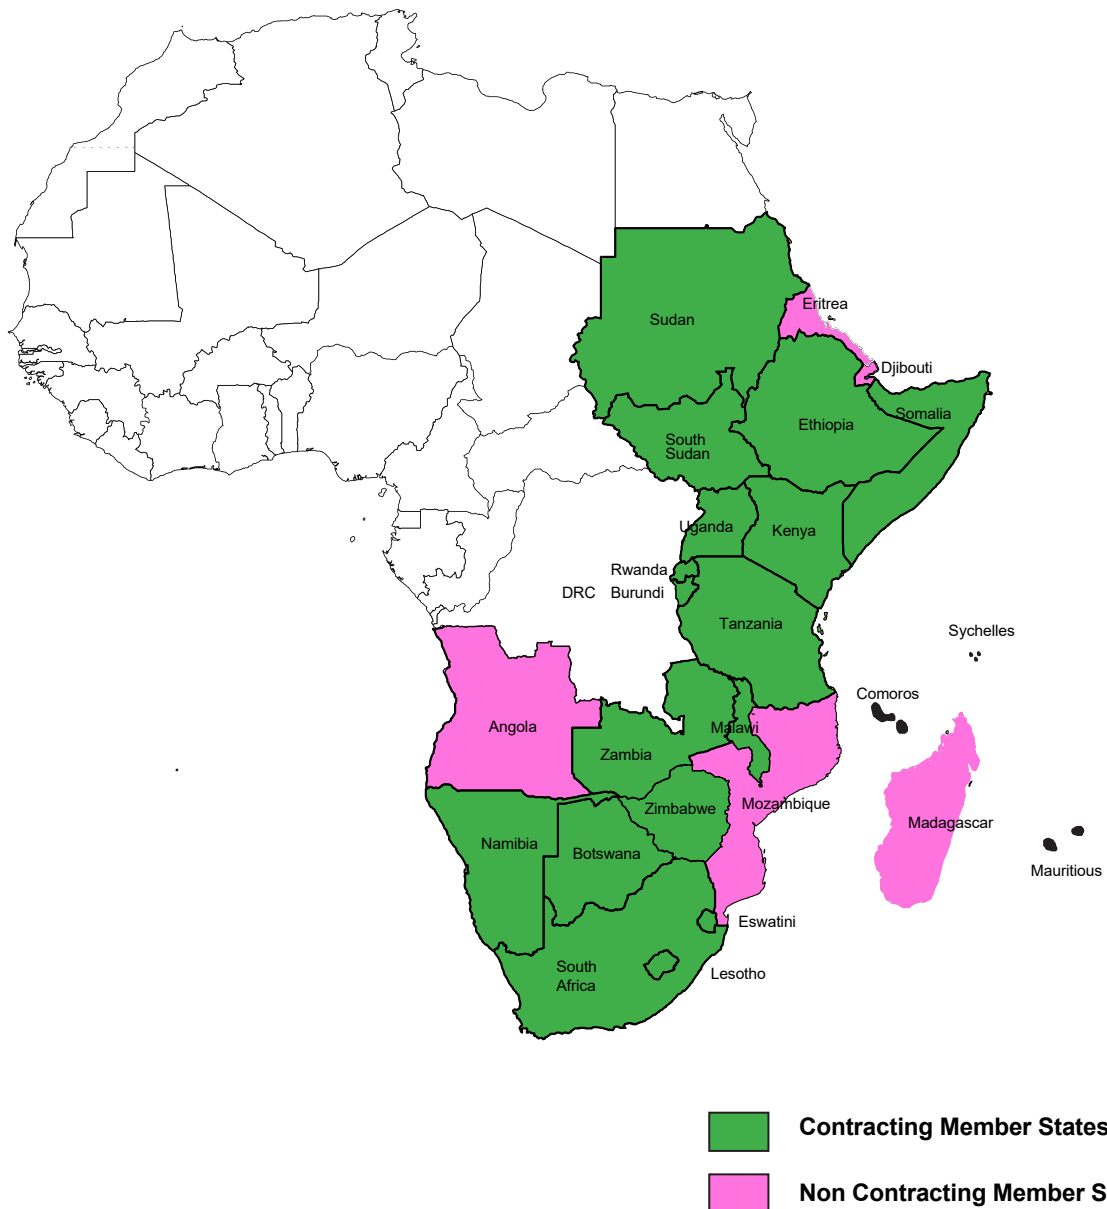 Eritrea
Sudan
Djibouti
Somalia
Ethiopia
South
Sudan
Uganda
Kenya
Rwanda
DRC
Burundi
Tanzania
Sychelles
Comoros
Angola
Malawi
Zambia
Mozambique
Zimbabwe
Madagascar
Namibia
Botswana
Mauritious
Eswatini
South
Africa
Lesotho
Contracting Member States
Non Contracting Member S